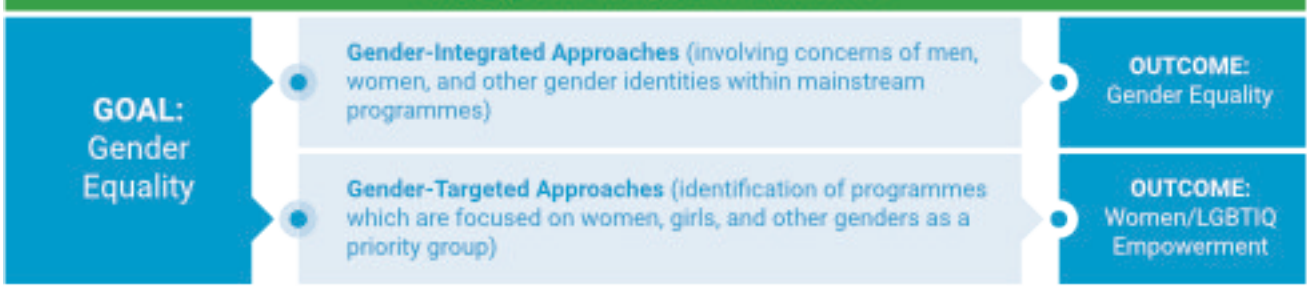 GOAL:
Gender
Equality
Gender-Integrated Approaches (involving concerns of men,
women, and other gender identities within mainstream
programmes)
OUTCOME:
Gender Equality
Gender-Targeted Approaches (identification of programmes
which are focused on women, girls, and other genders as a
priority group)
OUTCOME:
Women/LGBTIQ
Empowerment